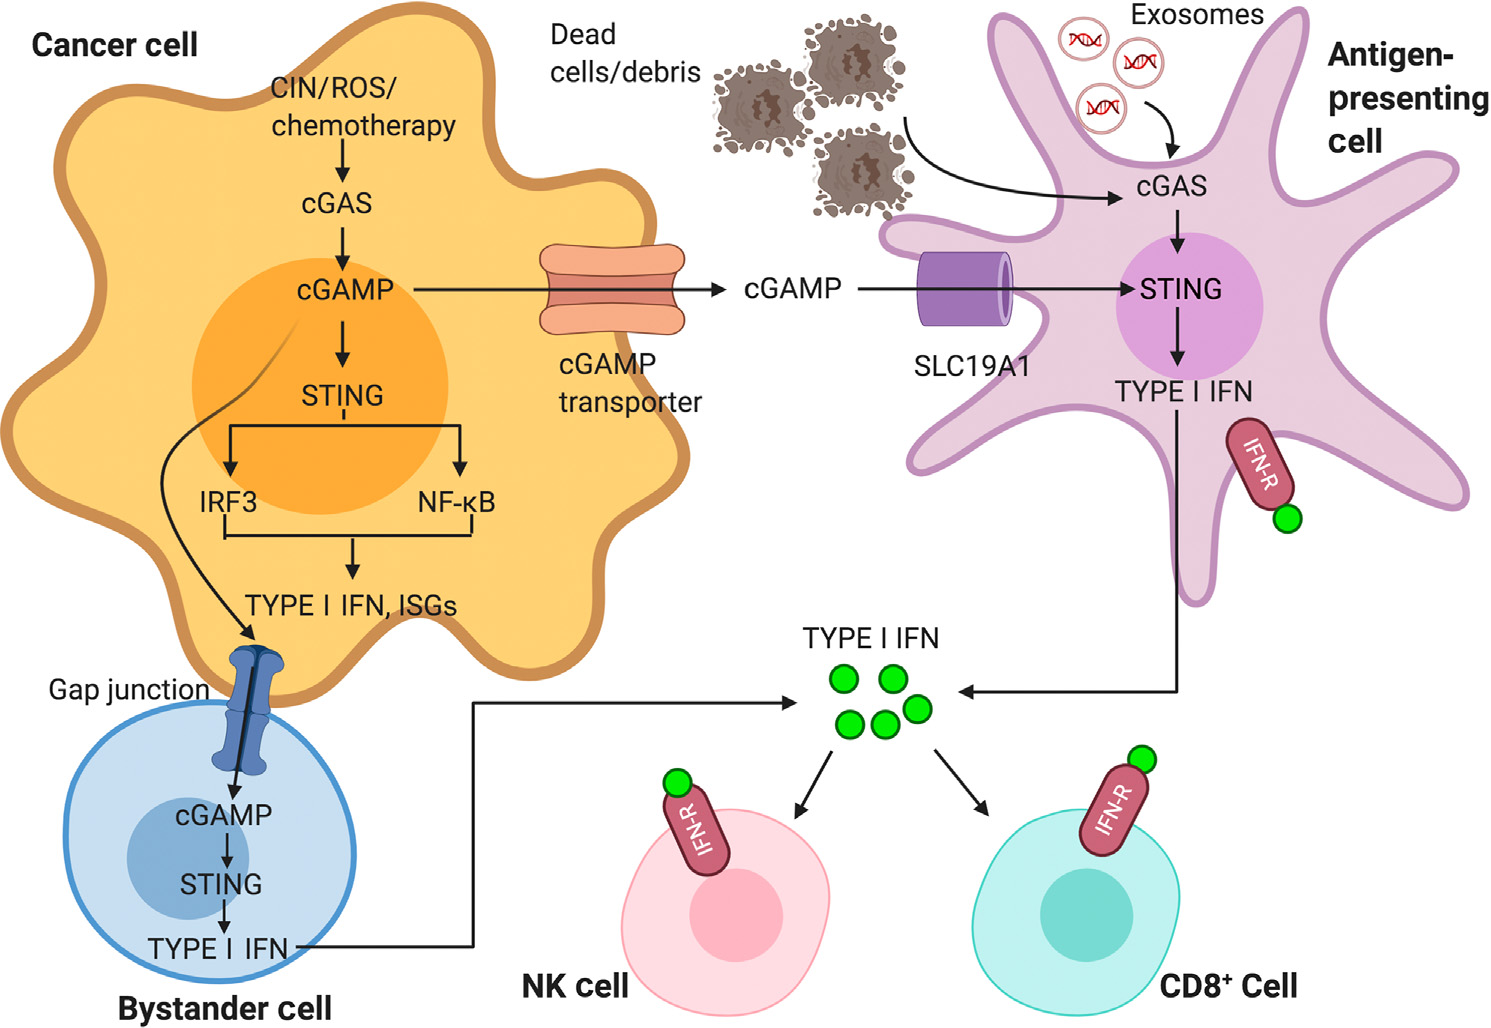 Cancer cell
CIN/ROS/
chemotherapy
cGAS
cGAMP
STING
IRF3
NF-κB
TYPE I IFN, ISGs
cGAMP
transporter
Gap junction
cGAMP
STING
TYPE I IFN
Bystander cell
Dead
cells/debris
cGAMP
SLC19A1
Exosomes
Antigen-
presenting
cell
cGAS
STING
TYPE I IFN
IFN-R
TYPE I IFN
IFN-R
NK cell
IFN-R
CD8⁺ Cell